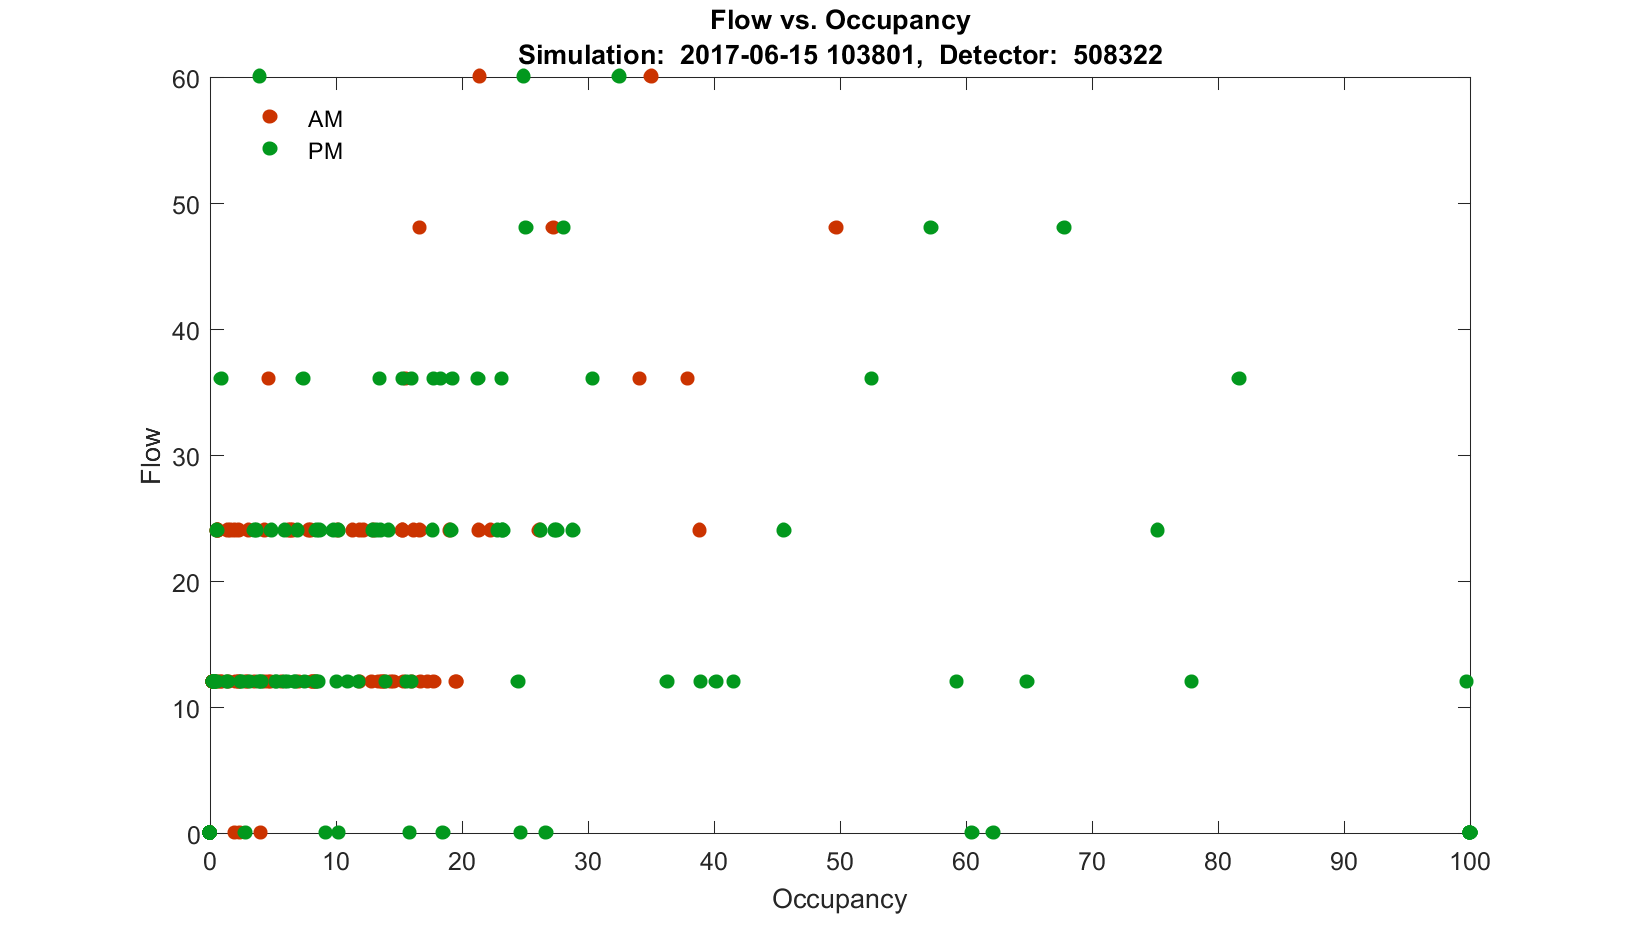 Flow vs. Occupancy
Simulation:  2017-06-15 103801,  Detector:  508322
60
AM
PM
50
40
30
Flow
20
10
0
0 10 20 30 40 50 60 70 80 90 100
Occupancy